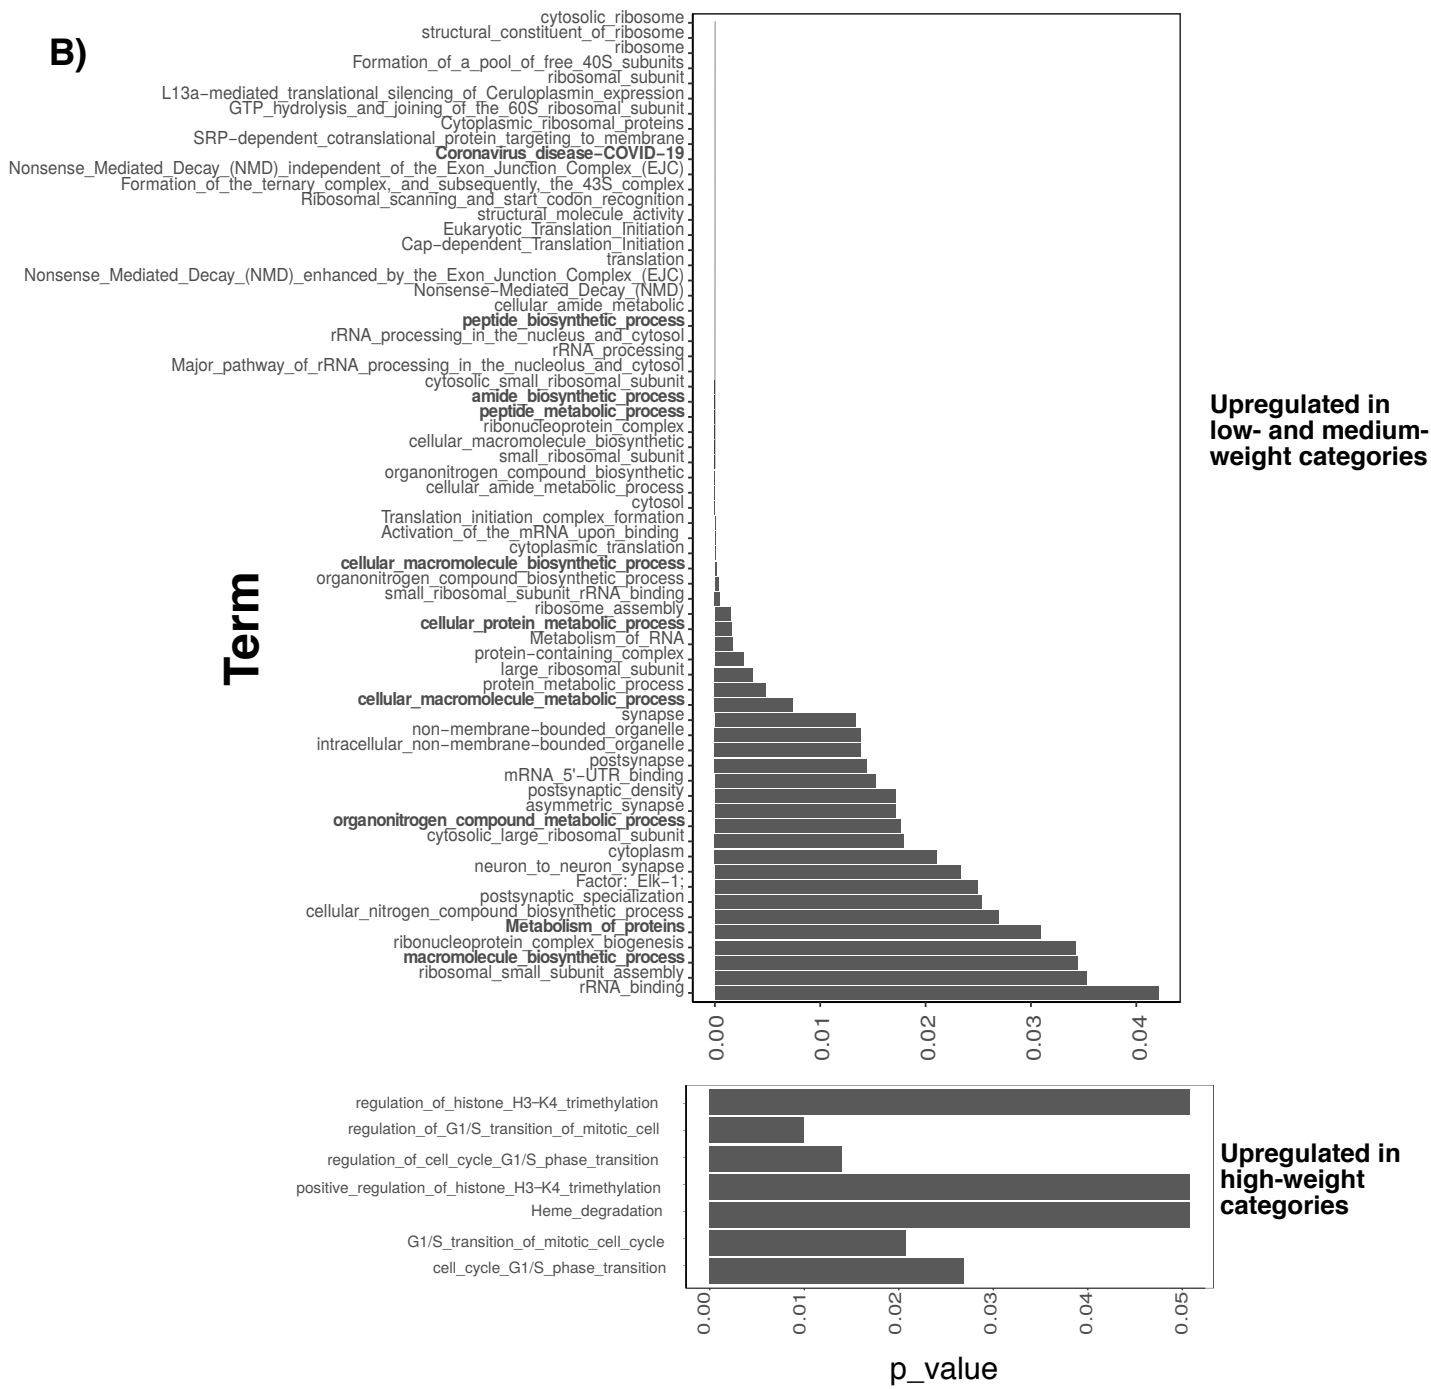 B)
cytosolic_ribosome
structural_constituent_of_ribosome
ribosome
Formation_of_a_pool_of_free_40S_subunits
ribosomal_subunit
L13a−mediated_translational_silencing_of_Ceruloplasmin_expression
GTP_hydrolysis_and_joining_of_the_60S_ribosomal_subunit
Cytoplasmic_ribosomal_proteins
SRP−dependent_cotranslational_protein_targeting_to_membrane
Coronavirus_disease−COVID−19
Nonsense_Mediated_Decay_(NMD)_independent_of_the_Exon_Junction_Complex_(EJC)
Formation_of_the_ternary_complex,_and_subsequently,_the_43S_complex
Ribosomal_scanning_and_start_codon_recognition
structural_molecule_activity
Eukaryotic_Translation_Initiation
Cap−dependent_Translation_Initiation
translation
Nonsense_Mediated_Decay_(NMD)_enhanced_by_the_Exon_Junction_Complex_(EJC)
Nonsense−Mediated_Decay_(NMD)
cellular_amide_metabolic
peptide_biosynthetic_process
rRNA_processing_in_the_nucleus_and_cytosol
rRNA_processing
Major_pathway_of_rRNA_processing_in_the_nucleolus_and_cytosol
cytosolic_small_ribosomal_subunit
amide_biosynthetic_process
peptide_metabolic_process
ribonucleoprotein_complex
cellular_macromolecule_biosynthetic
small_ribosomal_subunit
organonitrogen_compound_biosynthetic
cellular_amide_metabolic_process
cytosol
Translation_initiation_complex_formation
Activation_of_the_mRNA_upon_binding_
cytoplasmic_translation
cellular_macromolecule_biosynthetic_process
organonitrogen_compound_biosynthetic_process
small_ribosomal_subunit_rRNA_binding
ribosome_assembly
cellular_protein_metabolic_process
Metabolism_of_RNA
protein−containing_complex
large_ribosomal_subunit
protein_metabolic_process
cellular_macromolecule_metabolic_process
synapse
non−membrane−bounded_organelle
intracellular_non−membrane−bounded_organelle
postsynapse
mRNA_5'−UTR_binding
postsynaptic_density
asymmetric_synapse
organonitrogen_compound_metabolic_process
cytosolic_large_ribosomal_subunit
cytoplasm
neuron_to_neuron_synapse
Factor:_Elk−1;
postsynaptic_specialization
cellular_nitrogen_compound_biosynthetic_process
Metabolism_of_proteins
ribonucleoprotein_complex_biogenesis
macromolecule_biosynthetic_process
ribosomal_small_subunit_assembly
rRNA_binding
Term
0.00 0.01 0.02 0.03 0.04
Upregulated in
low- and medium-
weight categories
regulation_of_histone_H3−K4_trimethylation
regulation_of_G1/S_transition_of_mitotic_cell
regulation_of_cell_cycle_G1/S_phase_transition
positive_regulation_of_histone_H3−K4_trimethylation
Heme_degradation
G1/S_transition_of_mitotic_cell_cycle
cell_cycle_G1/S_phase_transition
0.00 0.01 0.02 0.03 0.04 0.05
Upregulated in
high-weight
categories
p_value